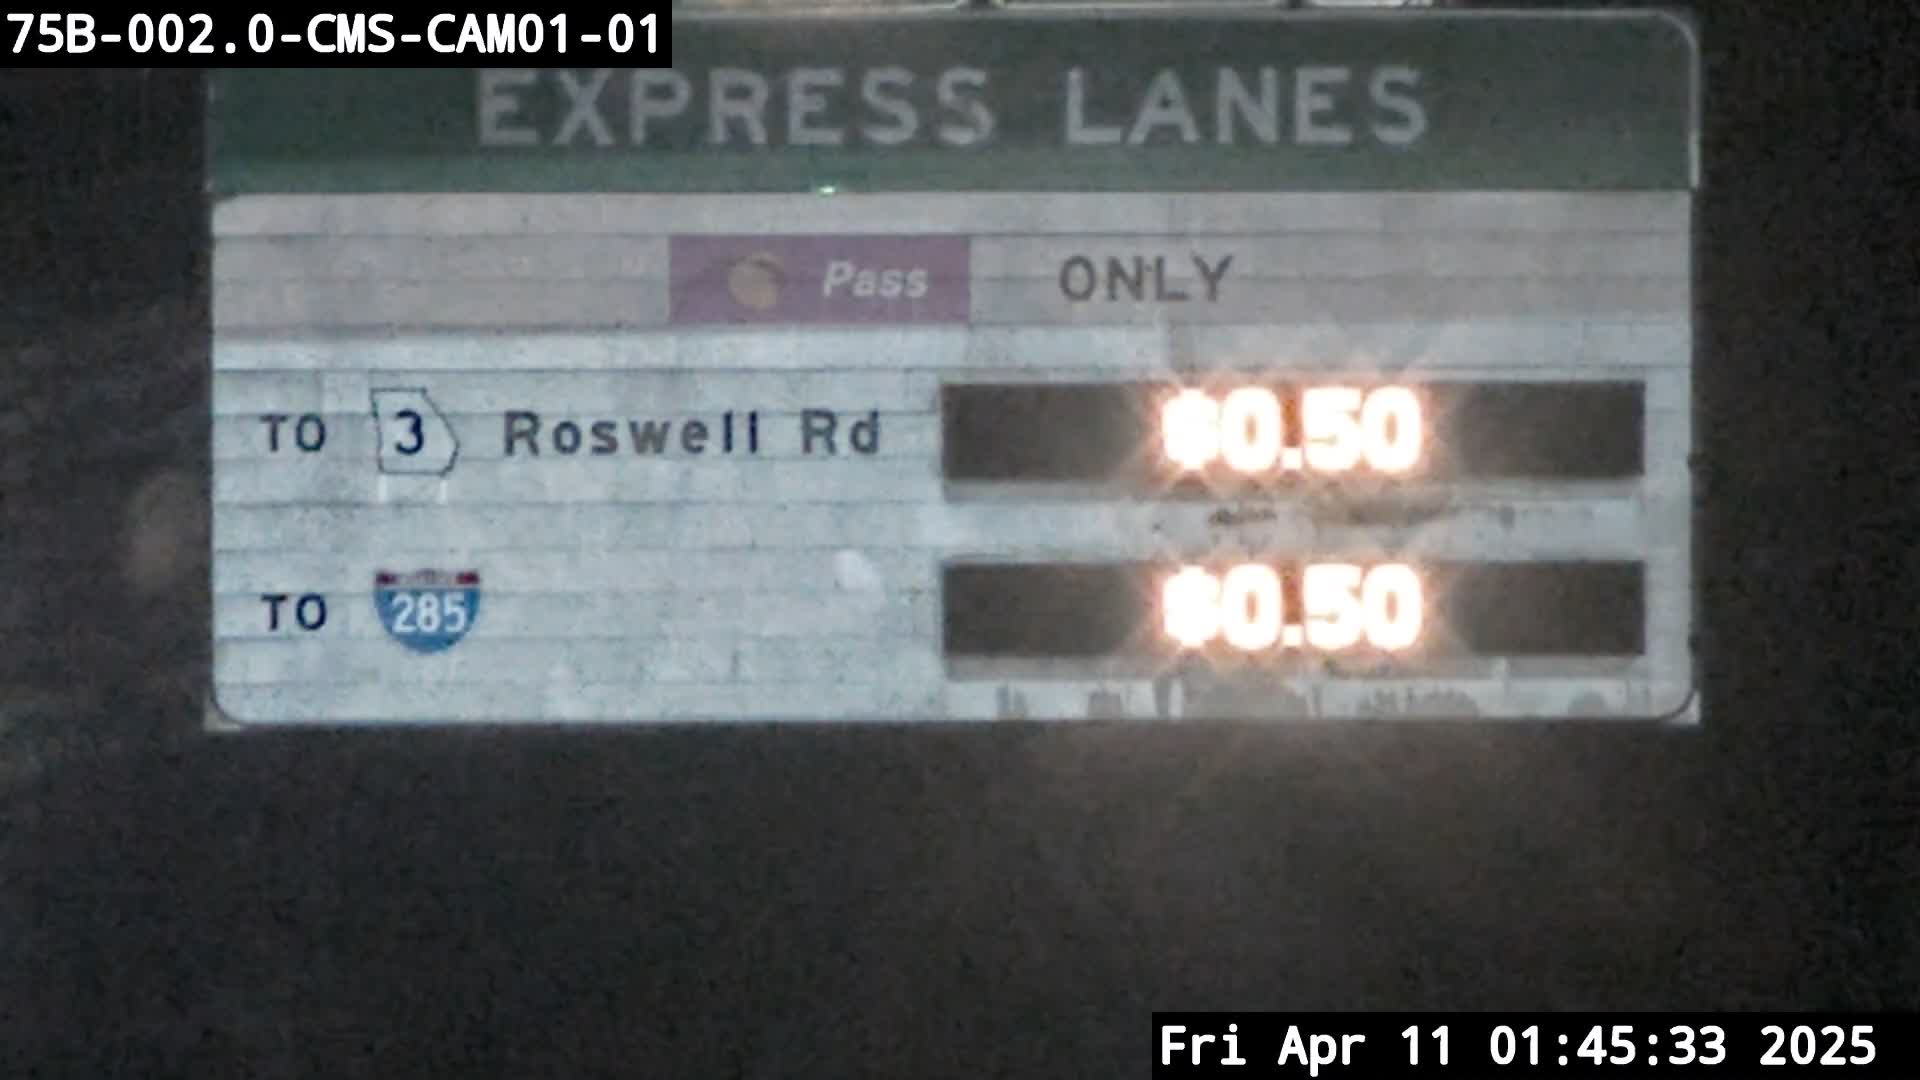 75B-002.0-CMS-CAM01-01
EXPRESS LANES
Pass ONLY
TO 3 Roswell Rd $0.50
TO 285 $0.50
Fri Apr 11 01:45:33 2025